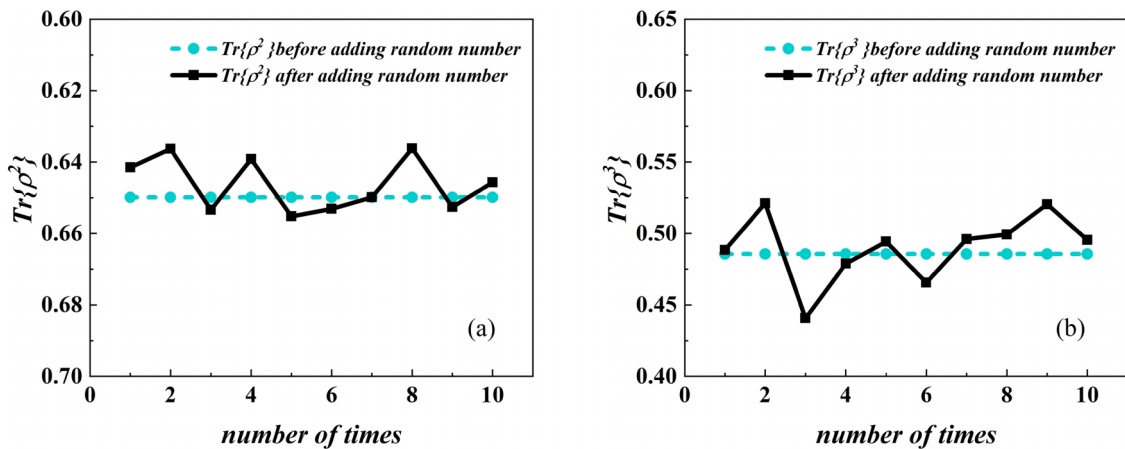 0.60
0.62
0.64
0.66
0.68
0.70
Tr{ρ²}
Tr{ρ² }before adding random number
Tr{ρ²} after adding random number
(a)
0 2 4 6 8 10
number of times
0.65
0.60
0.55
0.50
0.45
0.40
Tr{ρ³}
Tr{ρ³ }before adding random number
Tr{ρ³} after adding random number
(b)
0 2 4 6 8 10
number of times